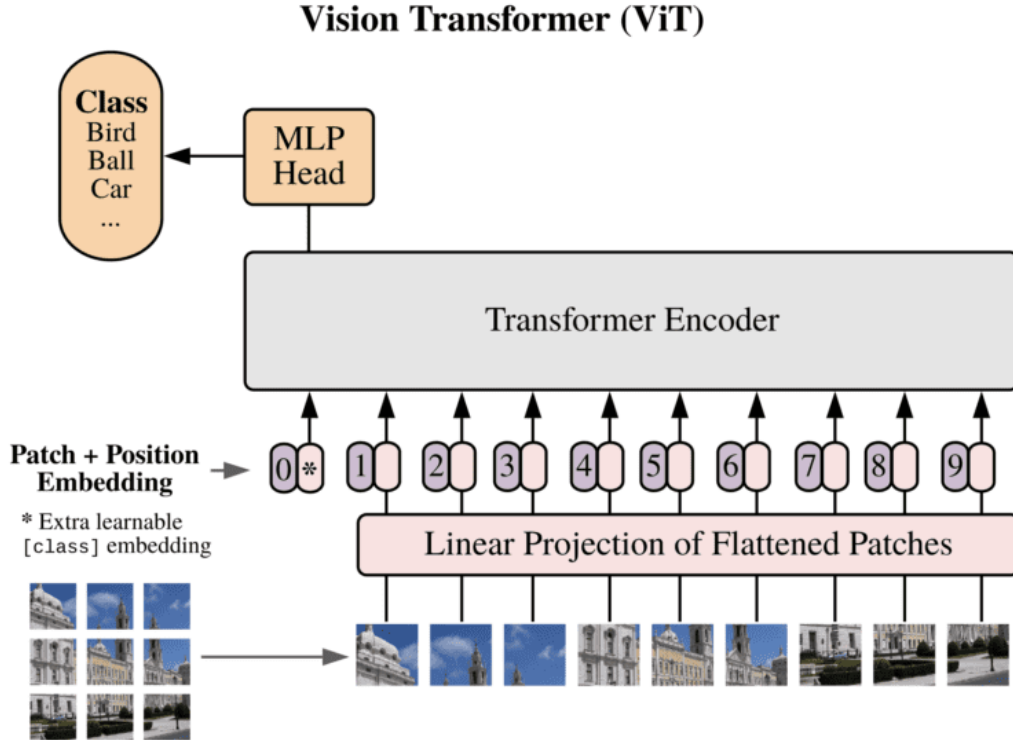 Vision Transformer (ViT)
Class
Bird
Ball
Car
...
MLP
Head
Transformer Encoder
Patch + Position
Embedding
0 * 1 2 3 4 5 6 7 8 9
* Extra learnable
[class] embedding
Linear Projection of Flattened Patches